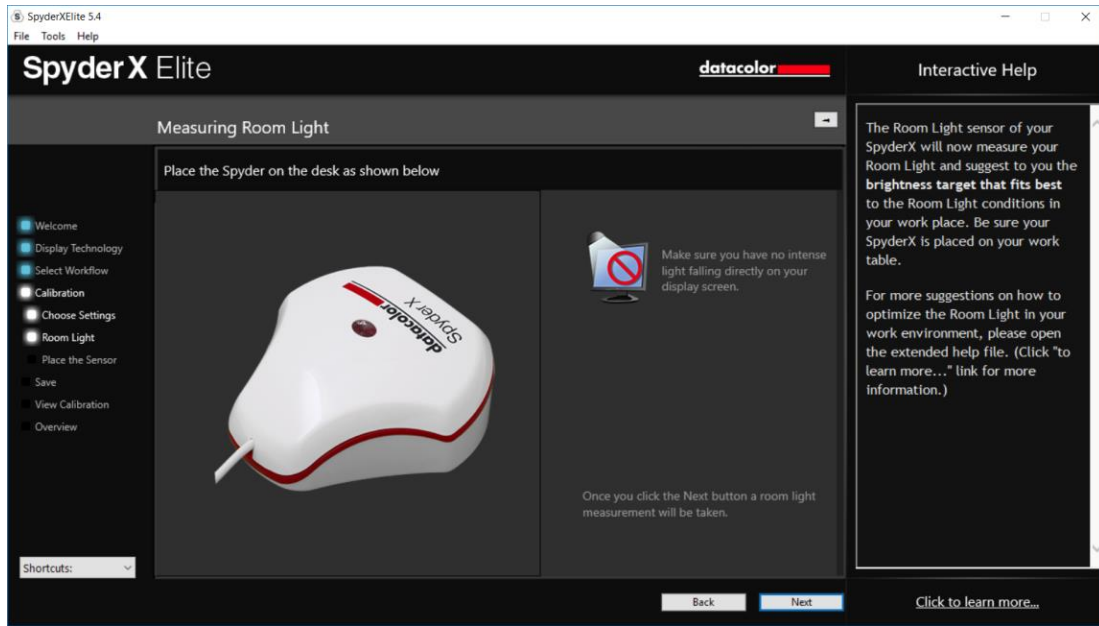 SpyderXElite 5.4
File Tools Help
Spyder X Elite
datacolor
Interactive Help
Measuring Room Light
Place the Spyder on the desk as shown below
Welcome
Display Technology
Select Workflow
Calibration
Choose Settings
Room Light
Place the Sensor
Save
View Calibration
Overview
Shortcuts:
datacolor
SpyderX
Make sure you have no intense
light falling directly on your
display screen.
Once you click the Next button a room light
measurement will be taken.
Back
Next
The Room Light sensor of your
SpyderX will now measure your
Room Light and suggest to you the
brightness target that fits best
to the Room Light conditions in
your work place. Be sure your
SpyderX is placed on your work
table.
For more suggestions on how to
optimize the Room Light in your
work environment, please open
the extended help file. (Click "to
learn more..." link for more
information.)
Click to learn more...